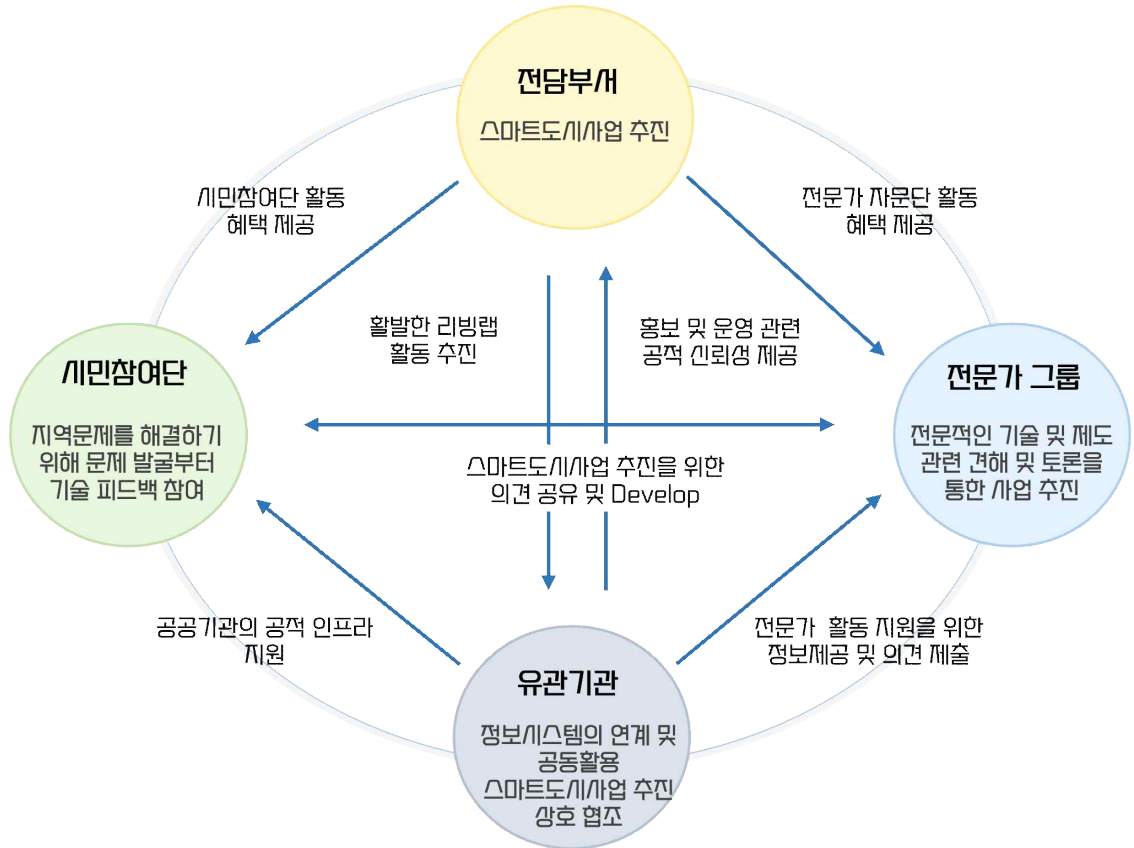 전담부서
스마트도시사업 추진
시민참여단 활동
혜택 제공
전문가 자문단 활동
혜택 제공
활발한 리빙랩
활동 추진
홍보 및 운영 관련
공적 신뢰성 제공
시민참여단
지역문제를 해결하기
위해 문제 발굴부터
기술 피드백 참여
전문가 그룹
전문적인 기술 및 제도
관련 견해 및 토론을
통한 사업 추진
스마트도시사업 추진을 위한
의견 공유 및 Develop
공공기관의 공적 인프라
지원
전문가 활동 지원을 위한
정보제공 및 의견 제출
유관기관
정보시스템의 연계 및
공동활용
스마트도시사업 추진
상호 협조